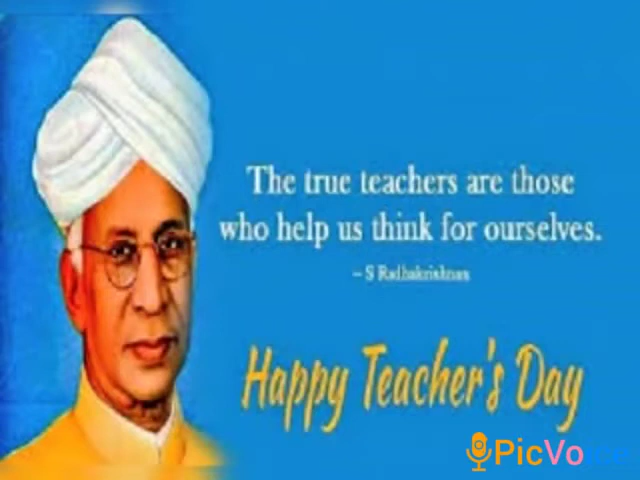 The true teachers are those
who help us think for ourselves.
– S Radhakrishnan
Happy Teacher's Day
PicVoice